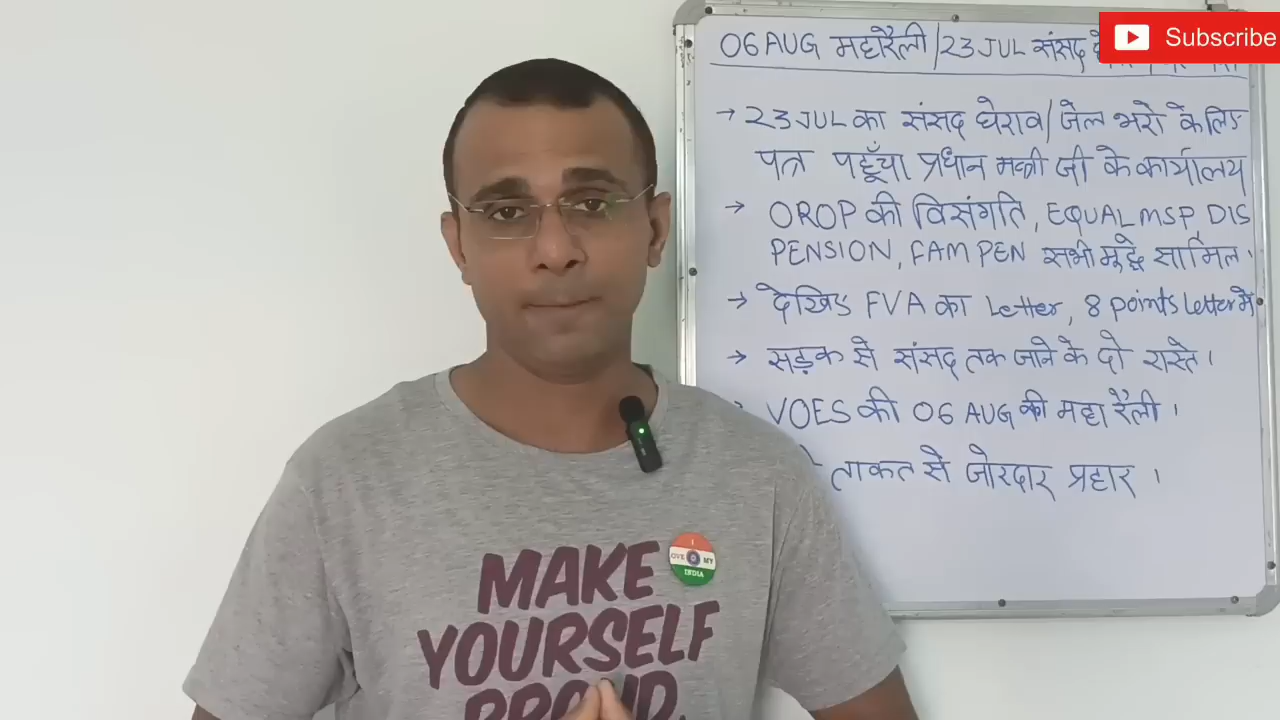 Subscribe
06 AUG महारैली / 23 JUL संसद
→ 23 JUL का संसद घेराव / जेल भरो के लिए
पत्र पहूँचा प्रधान मन्त्री जी के कार्यालय
→ OROP की विसंगति, EQUAL MSP, DIS
PENSION, FAM PEN सभी मुद्दे सामिल.
→ देखिए FVA का Letter, 8 points Letter में
→ सड़क से संसद तक जाने के दो रास्ते।
VOES की 06 AUG की महा रैली।
ताकत से जोरदार प्रहार।
I
MY
INDIA
MAKE
YOURSELF
PROUD.